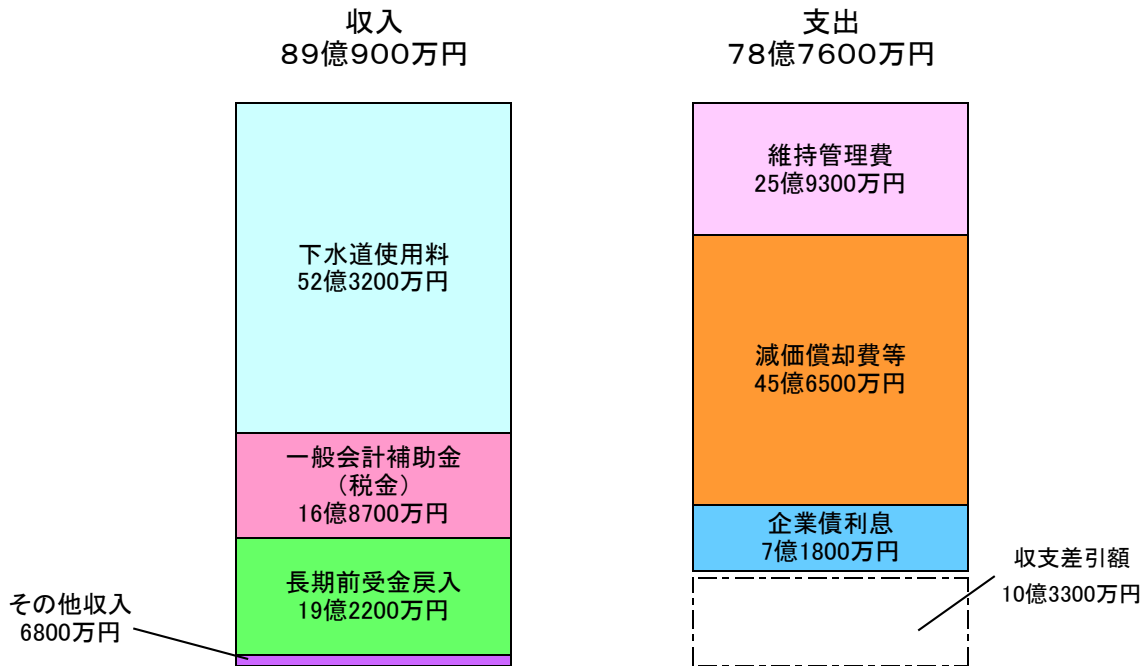 収入
89億900万円
下水道使用料
52億3200万円
一般会計補助金
（税金）
16億8700万円
長期前受金戻入
19億2200万円
その他収入
6800万円
支出
78億7600万円
維持管理費
25億9300万円
減価償却費等
45億6500万円
企業債利息
7億1800万円
収支差引額
10億3300万円